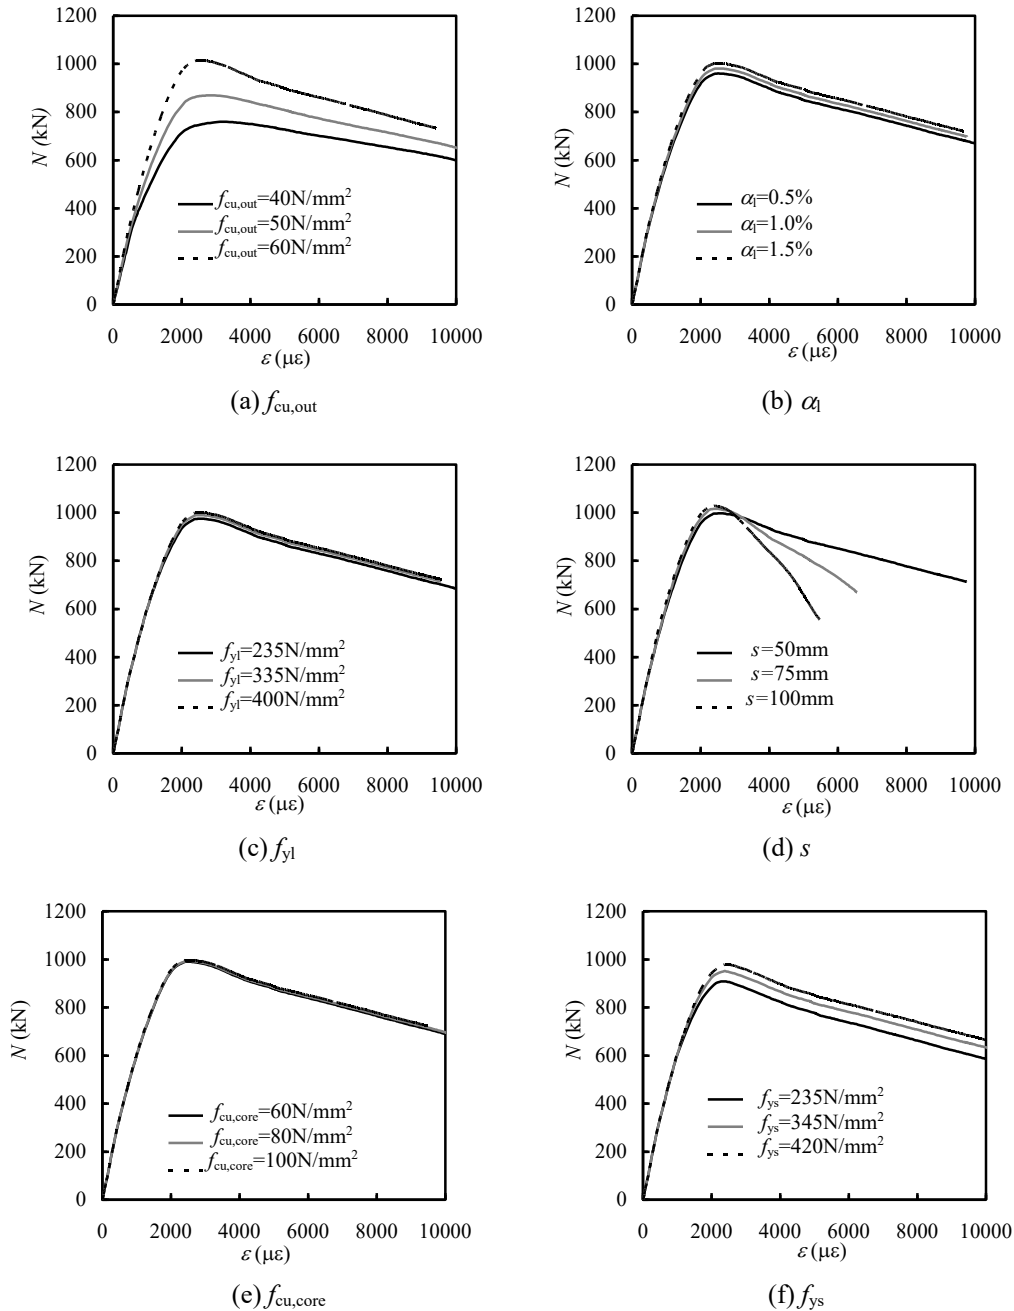 1200
1000
800
600
400
200
0
N (kN)
f_cu,out=40N/mm²
f_cu,out=50N/mm²
f_cu,out=60N/mm²
0 2000 4000 6000 8000 10000
ε (με)
(a) f_cu,out
1200
1000
800
600
400
200
0
N (kN)
α_l=0.5%
α_l=1.0%
α_l=1.5%
0 2000 4000 6000 8000 10000
ε (με)
(b) α_l
1200
1000
800
600
400
200
0
N (kN)
f_yl=235N/mm²
f_yl=335N/mm²
f_yl=400N/mm²
0 2000 4000 6000 8000 10000
ε (με)
(c) f_yl
1200
1000
800
600
400
200
0
N (kN)
s=50mm
s=75mm
s=100mm
0 2000 4000 6000 8000 10000
ε (με)
(d) s
1200
1000
800
600
400
200
0
N (kN)
f_cu,core=60N/mm²
f_cu,core=80N/mm²
f_cu,core=100N/mm²
0 2000 4000 6000 8000 10000
ε (με)
(e) f_cu,core
1200
1000
800
600
400
200
0
N (kN)
f_ys=235N/mm²
f_ys=345N/mm²
f_ys=420N/mm²
0 2000 4000 6000 8000 10000
ε (με)
(f) f_ys